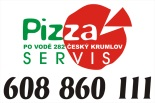 Pizza
PO VODĚ 282 ČESKÝ KRUMLOV
SERVIS
608 860 111